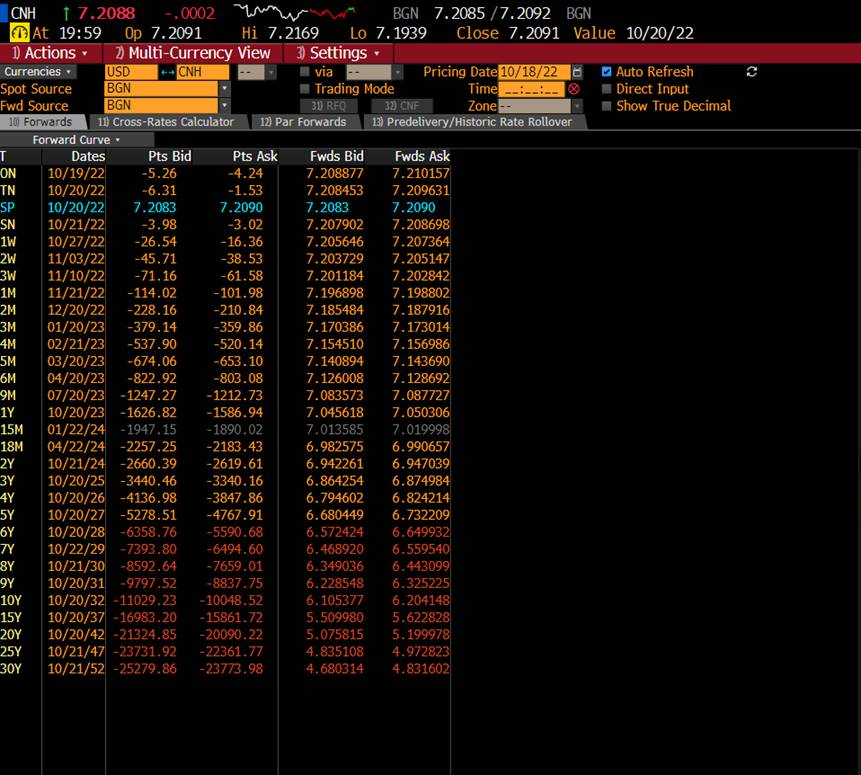 CNH ↑ 7.2088 -.0002 BGN 7.2085 / 7.2092 BGN
At 19:59 Op 7.2091 Hi 7.2169 Lo 7.1939 Close 7.2091 Value 10/20/22
1) Actions 2) Multi-Currency View 3) Settings
Currencies USD CNH -- via -- Pricing Date 10/18/22 Auto Refresh
Spot Source BGN Trading Mode Time __:__:__ Direct Input
Fwd Source BGN 31) RFQ 32) CNF Zone -- Show True Decimal
10) Forwards 11) Cross-Rates Calculator 12) Par Forwards 13) Predelivery/Historic Rate Rollover
Forward Curve
T Dates Pts Bid Pts Ask Fwds Bid Fwds Ask
ON 10/19/22 -5.26 -4.24 7.208877 7.210157
TN 10/20/22 -6.31 -1.53 7.208453 7.209631
SP 10/20/22 7.2083 7.2090 7.2083 7.2090
SN 10/21/22 -3.98 -3.02 7.207902 7.208698
1W 10/27/22 -26.54 -16.36 7.205646 7.207364
2W 11/03/22 -45.71 -38.53 7.203729 7.205147
3W 11/10/22 -71.16 -61.58 7.201184 7.202842
1M 11/21/22 -114.02 -101.98 7.196898 7.198802
2M 12/20/22 -228.16 -210.84 7.185484 7.187916
3M 01/20/23 -379.14 -359.86 7.170386 7.173014
4M 02/21/23 -537.90 -520.14 7.154510 7.156986
5M 03/20/23 -674.06 -653.10 7.140894 7.143690
6M 04/20/23 -822.92 -803.08 7.126008 7.128692
9M 07/20/23 -1247.27 -1212.73 7.083573 7.087727
1Y 10/20/23 -1626.82 -1586.94 7.045618 7.050306
15M 01/22/24 -1947.15 -1890.02 7.013585 7.019998
18M 04/22/24 -2257.25 -2183.43 6.982575 6.990657
2Y 10/21/24 -2660.39 -2619.61 6.942261 6.947039
3Y 10/20/25 -3440.46 -3340.16 6.864254 6.874984
4Y 10/20/26 -4136.98 -3847.86 6.794602 6.824214
5Y 10/20/27 -5278.51 -4767.91 6.680449 6.732209
6Y 10/20/28 -6358.76 -5590.68 6.572424 6.649932
7Y 10/22/29 -7393.80 -6494.60 6.468920 6.559540
8Y 10/21/30 -8592.64 -7659.01 6.349036 6.443099
9Y 10/20/31 -9797.52 -8837.75 6.228548 6.325225
10Y 10/20/32 -11029.23 -10048.52 6.105377 6.204148
15Y 10/20/37 -16983.20 -15861.72 5.509980 5.622828
20Y 10/20/42 -21324.85 -20090.22 5.075815 5.199978
25Y 10/21/47 -23731.92 -22361.77 4.835108 4.972823
30Y 10/21/52 -25279.86 -23773.98 4.680314 4.831602